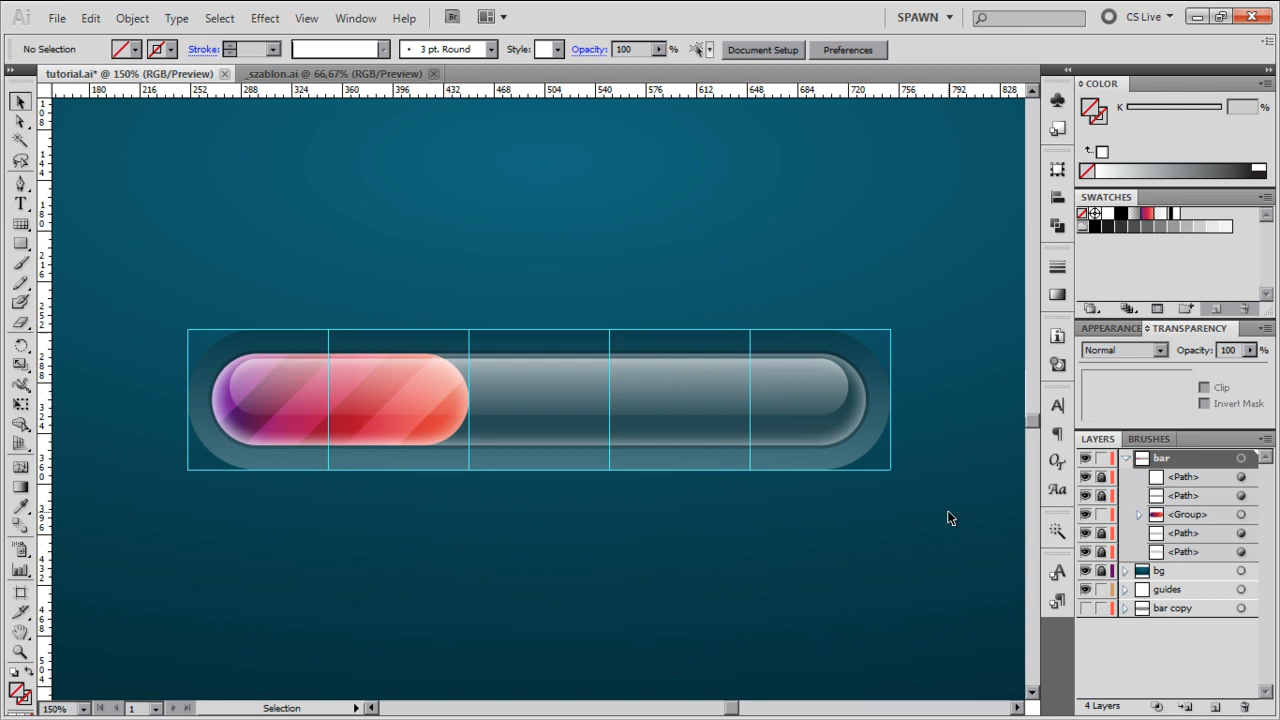 Ai File Edit Object Type Select Effect View Window Help Br SPAWN CS Live
No Selection Stroke: 3 pt. Round Style: Opacity: 100 % Document Setup Preferences
tutorial.ai* @ 150% (RGB/Preview) _szablon.ai @ 66,67% (RGB/Preview)
180 216 252 288 324 360 396 432 468 504 540 576 612 648 684 720 756 792 828
COLOR
K %
SWATCHES
APPEARANCE TRANSPARENCY
Normal Opacity: 100 %
Clip
Invert Mask
LAYERS BRUSHES
bar
<Path>
<Path>
<Group>
<Path>
<Path>
bg
guides
bar copy
4 Layers
150% 1 Selection